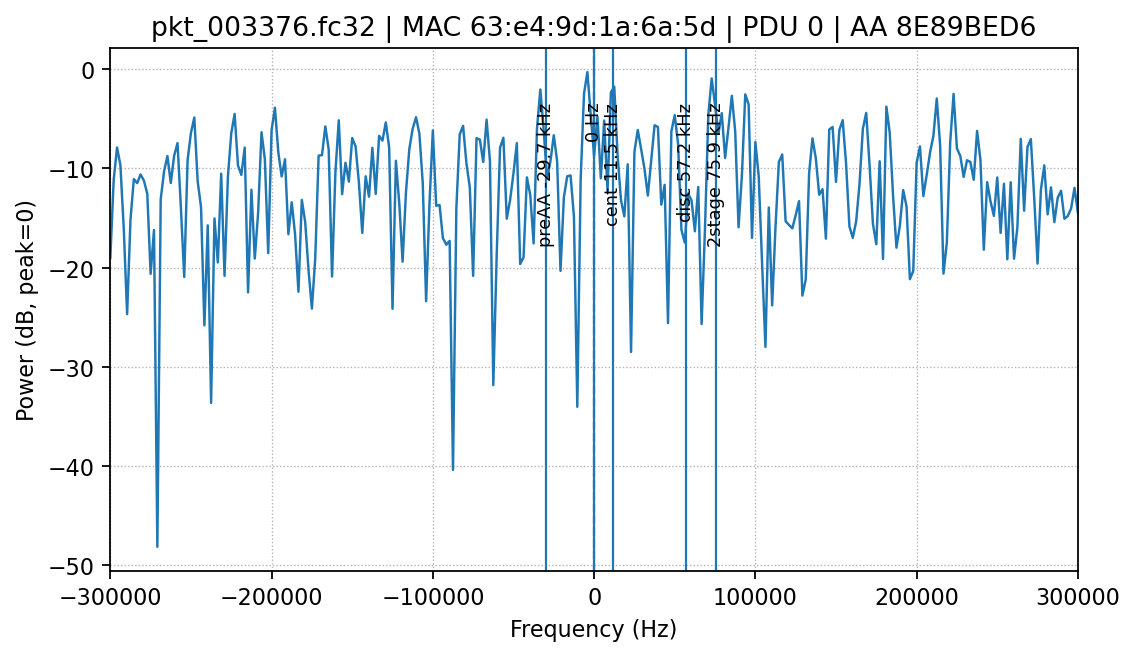 pkt_003376.fc32 | MAC 63:e4:9d:1a:6a:5d | PDU 0 | AA 8E89BED6
Power (dB, peak=0)
0
−10
−20
−30
−40
−50
preAA -29.7 kHz
0 Hz
cent 11.5 kHz
disc 57.2 kHz
2stage 75.9 kHz
−300000
−200000
−100000
0
100000
200000
300000
Frequency (Hz)